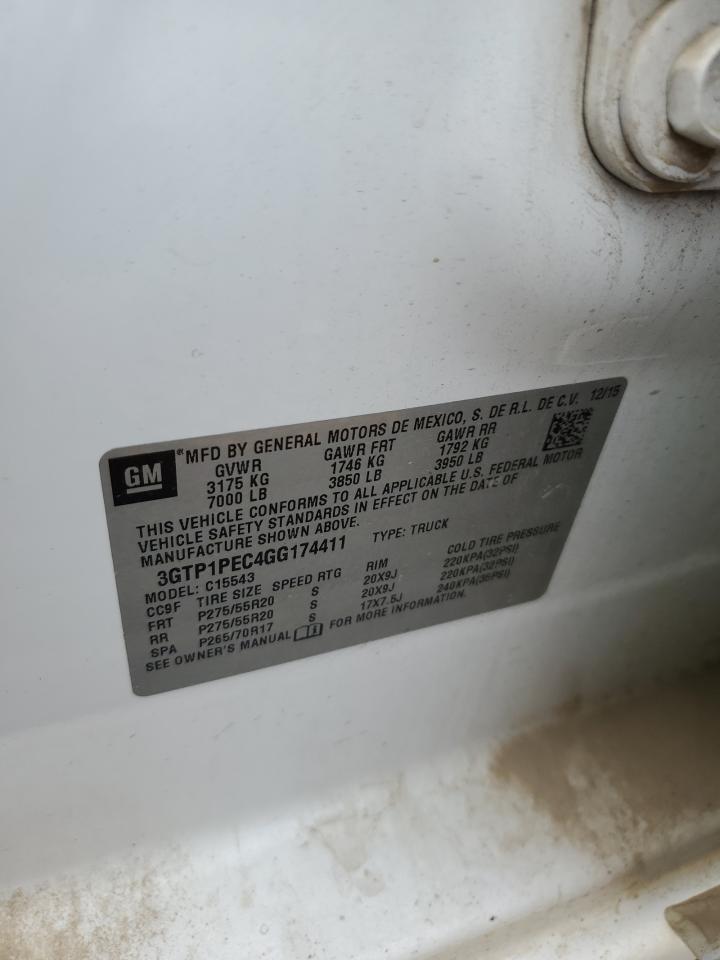 GM
®MFD BY GENERAL MOTORS DE MEXICO, S. DE R.L. DE C.V. 12/15
GVWR GAWR FRT GAWR RR
3175 KG 1746 KG 1792 KG
7000 LB 3850 LB 3950 LB
THIS VEHICLE CONFORMS TO ALL APPLICABLE U.S. FEDERAL MOTOR
VEHICLE SAFETY STANDARDS IN EFFECT ON THE DATE OF
MANUFACTURE SHOWN ABOVE.
3GTP1PEC4GG174411 TYPE: TRUCK
MODEL: C15543
CC9F TIRE SIZE SPEED RTG RIM COLD TIRE PRESSURE
FRT P275/55R20 S 20X9J 220KPA(32PSI)
RR P275/55R20 S 20X9J 220KPA(32PSI)
SPA P265/70R17 S 17X7.5J 240KPA(35PSI)
SEE OWNER'S MANUAL FOR MORE INFORMATION.